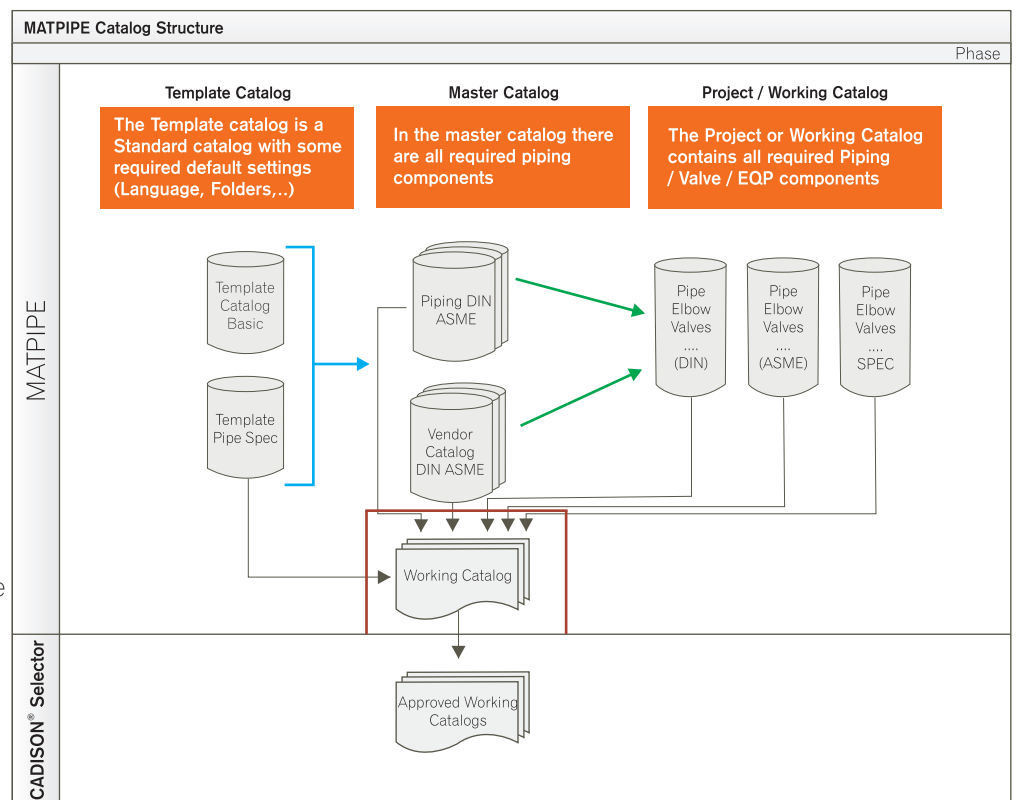 MATPIPE Catalog Structure
Phase
MATPIPE
Template Catalog
The Template catalog is a
Standard catalog with some
required default settings
(Language, Folders,..)
Master Catalog
In the master catalog there
are all required piping
components
Project / Working Catalog
The Project or Working Catalog
contains all required Piping
/ Valve / EQP components
Template
Catalog
Basic
Template
Pipe Spec
Piping DIN
ASME
Vendor
Catalog
DIN ASME
Pipe
Elbow
Valves
....
(DIN)
Pipe
Elbow
Valves
....
(ASME)
Pipe
Elbow
Valves
....
SPEC
Working Catalog
CADISON® Selector
Approved Working
Catalogs